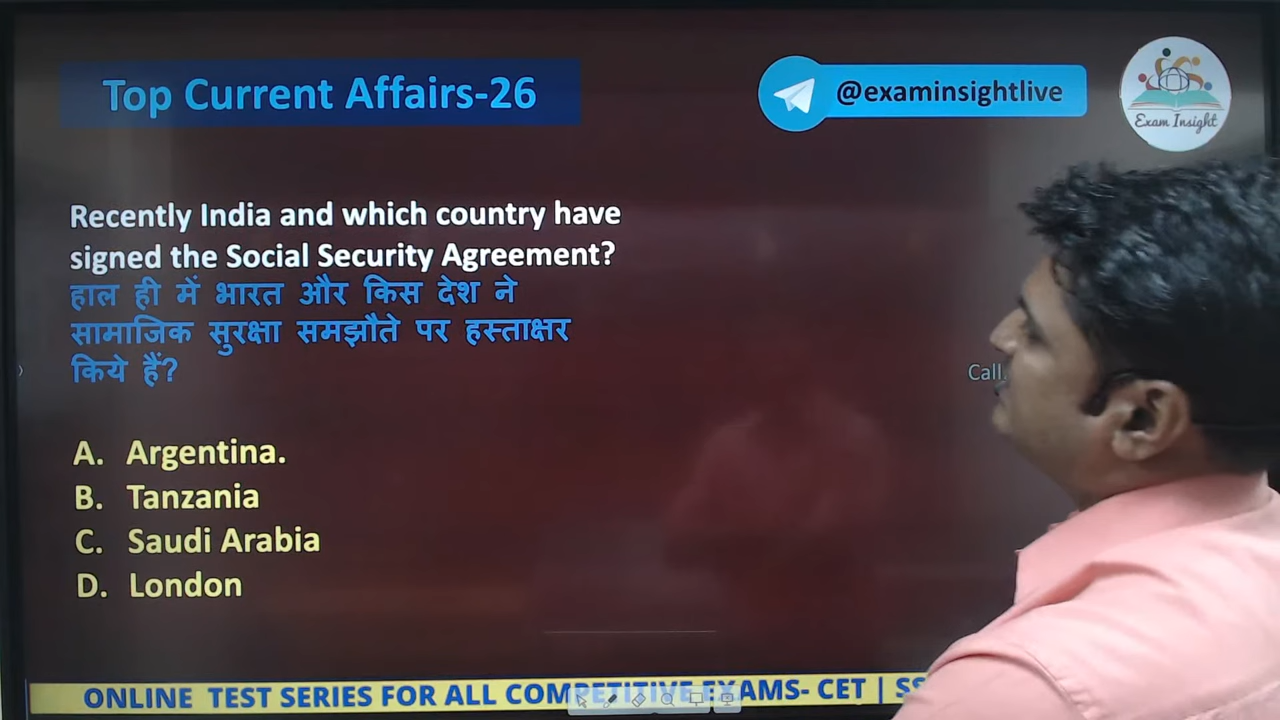 Top Current Affairs-26
@examinsightlive
Exam Insight
Recently India and which country have
signed the Social Security Agreement?
हाल ही में भारत और किस देश ने
सामाजिक सुरक्षा समझौते पर हस्ताक्षर
किये हैं?
Call.
A. Argentina.
B. Tanzania
C. Saudi Arabia
D. London
ONLINE TEST SERIES FOR ALL COMPETITIVE EXAMS- CET | SS